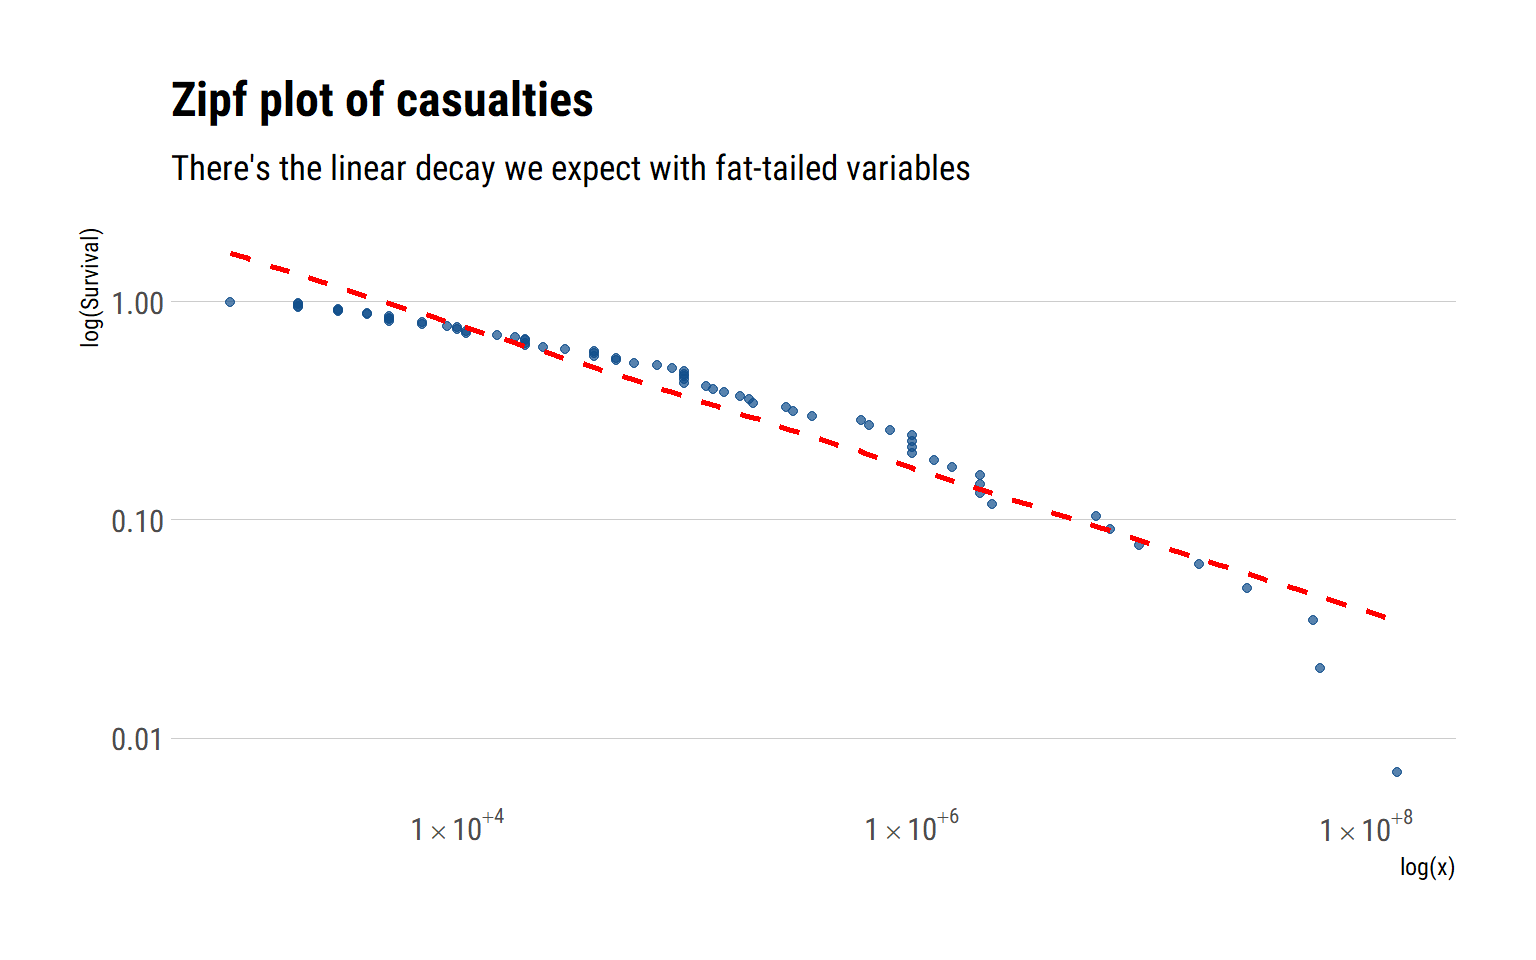 Zipf plot of casualties
There's the linear decay we expect with fat-tailed variables
log(Survival)
1.00
0.10
0.01
1 × 10⁺⁴
1 × 10⁺⁶
1 × 10⁺⁸
log(x)